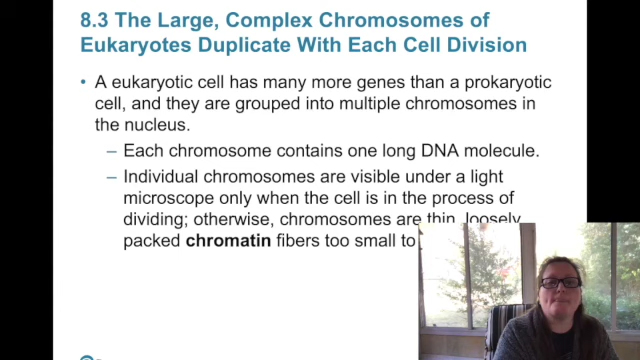 8.3 The Large, Complex Chromosomes of
Eukaryotes Duplicate With Each Cell Division
• A eukaryotic cell has many more genes than a prokaryotic
cell, and they are grouped into multiple chromosomes in
the nucleus.
– Each chromosome contains one long DNA molecule.
– Individual chromosomes are visible under a light
microscope only when the cell is in the process of
dividing; otherwise, chromosomes are thin, loosely
packed chromatin fibers too small to